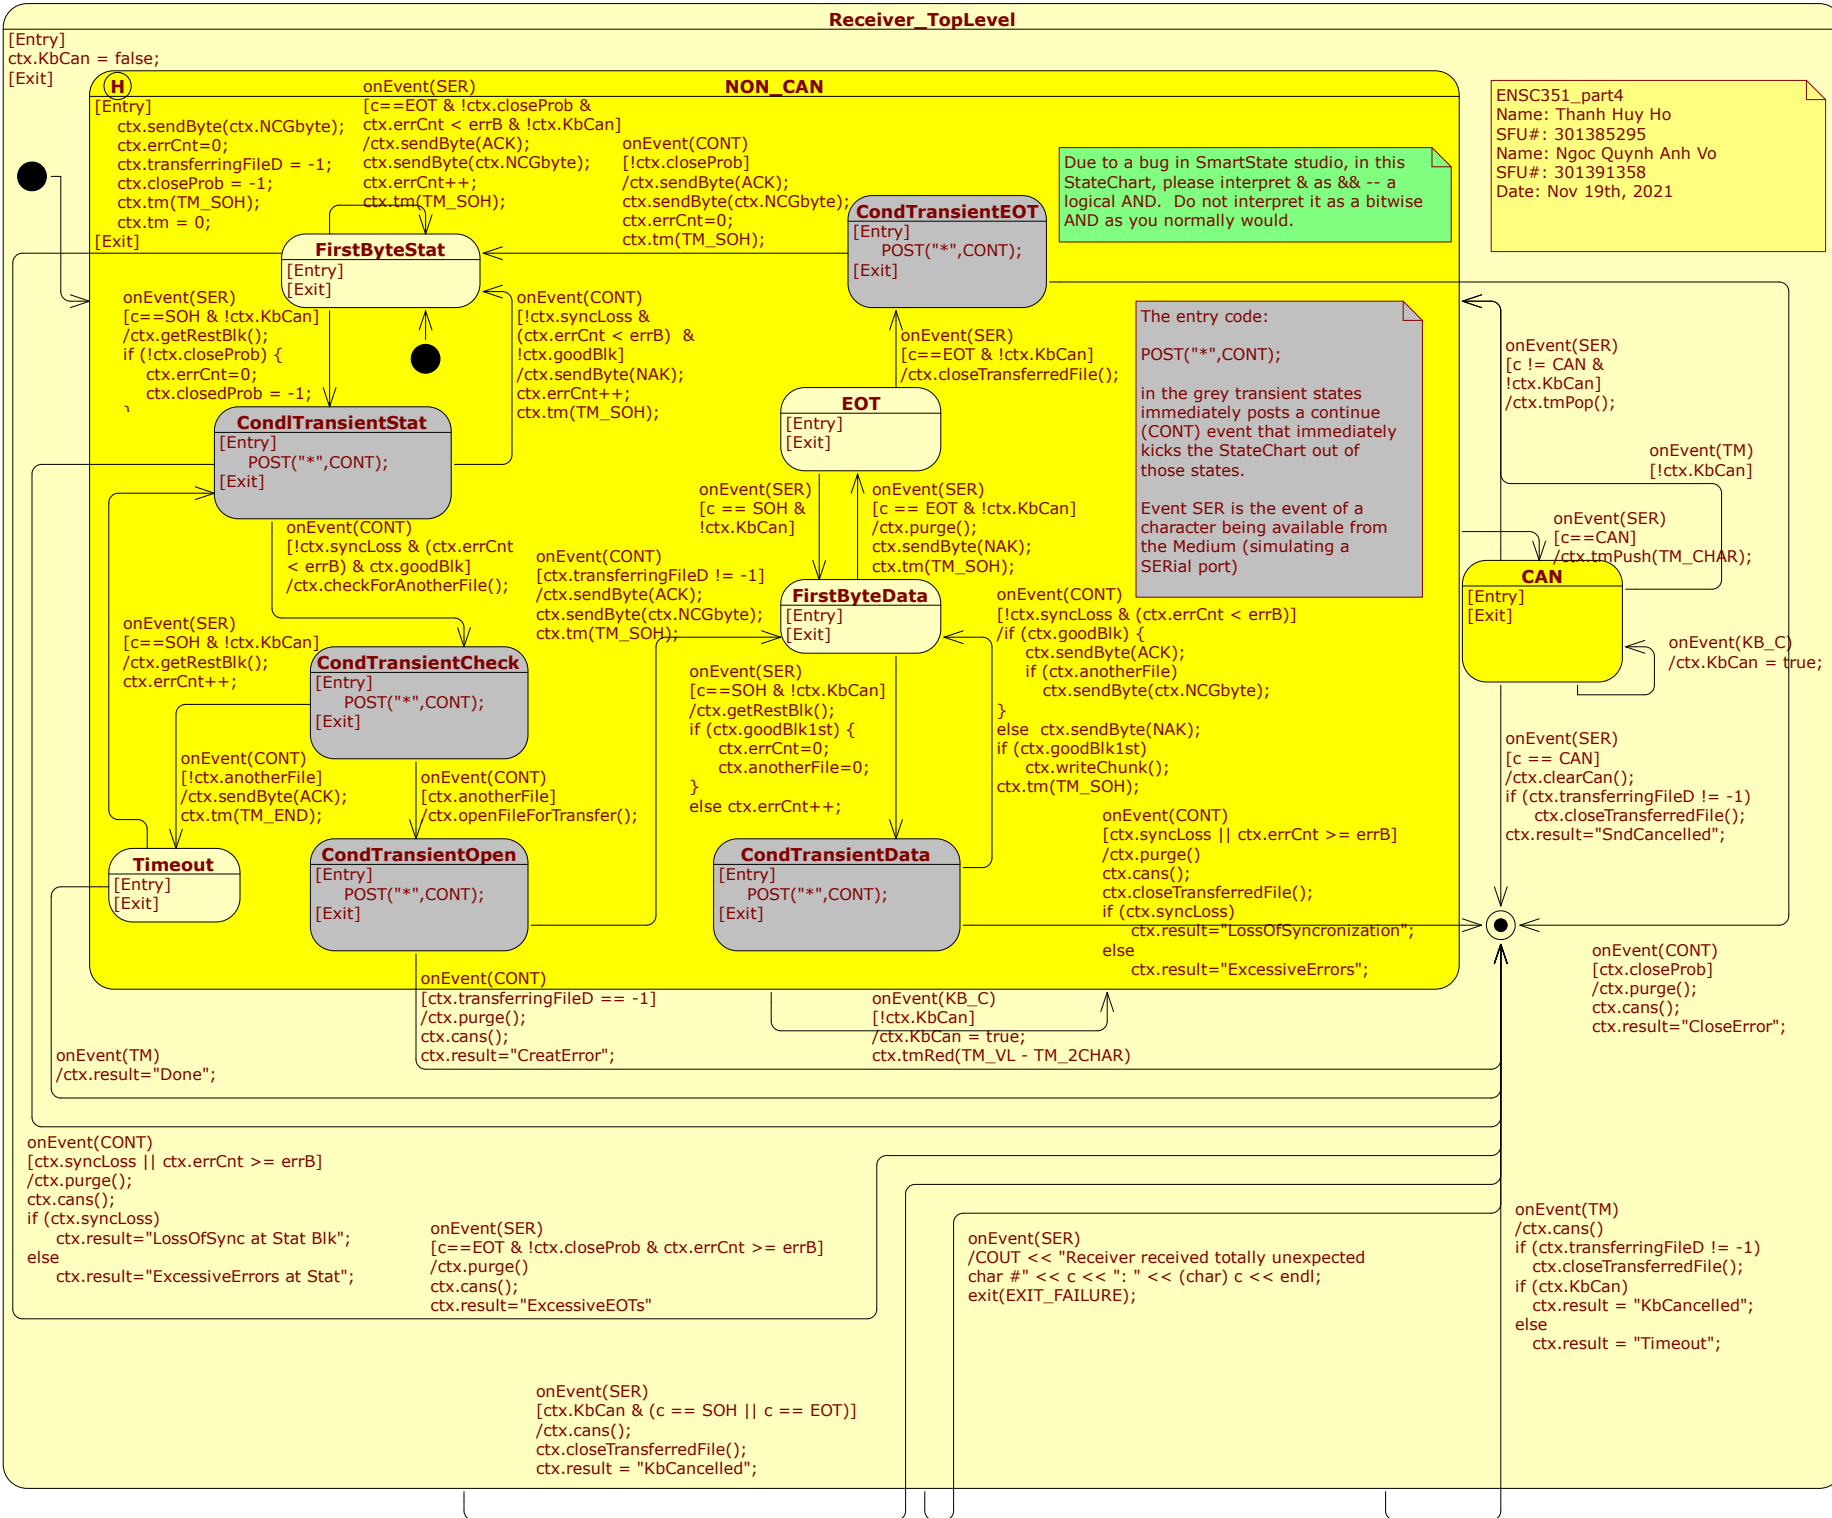 Receiver_TopLevel
[Entry]
ctx.KbCan = false;
[Exit]
H
NON_CAN
[Entry]
ctx.sendByte(ctx.NCGbyte);
ctx.errCnt=0;
ctx.transferringFileD = -1;
ctx.closeProb = -1;
ctx.tm(TM_SOH);
ctx.tm = 0;
[Exit]
onEvent(SER)
[c==EOT & !ctx.closeProb &
ctx.errCnt < errB & !ctx.KbCan]
/ctx.sendByte(ACK);
ctx.sendByte(ctx.NCGbyte);
ctx.errCnt++;
ctx.tm(TM_SOH);
onEvent(CONT)
[!ctx.closeProb]
/ctx.sendByte(ACK);
ctx.sendByte(ctx.NCGbyte);
ctx.errCnt=0;
ctx.tm(TM_SOH);
Due to a bug in SmartState studio, in this
StateChart, please interpret & as && -- a
logical AND.  Do not interpret it as a bitwise
AND as you normally would.
ENSC351_part4
Name: Thanh Huy Ho
SFU#: 301385295
Name: Ngoc Quynh Anh Vo
SFU#: 301391358
Date: Nov 19th, 2021
FirstByteStat
[Entry]
[Exit]
CondTransientEOT
[Entry]
POST("*",CONT);
[Exit]
onEvent(SER)
[c==SOH & !ctx.KbCan]
/ctx.getRestBlk();
if (!ctx.closeProb) {
ctx.errCnt=0;
ctx.closedProb = -1;
}
onEvent(CONT)
[!ctx.syncLoss &
(ctx.errCnt < errB)  &
!ctx.goodBlk]
/ctx.sendByte(NAK);
ctx.errCnt++;
ctx.tm(TM_SOH);
onEvent(SER)
[c==EOT & !ctx.KbCan]
/ctx.closeTransferredFile();
The entry code:
POST("*",CONT);
in the grey transient states
immediately posts a continue
(CONT) event that immediately
kicks the StateChart out of
those states.
Event SER is the event of a
character being available from
the Medium (simulating a
SERial port)
onEvent(SER)
[c != CAN &
!ctx.KbCan]
/ctx.tmPop();
onEvent(TM)
[!ctx.KbCan]
onEvent(SER)
[c==CAN]
/ctx.tmPush(TM_CHAR);
CondlTransientStat
[Entry]
POST("*",CONT);
[Exit]
EOT
[Entry]
[Exit]
onEvent(SER)
[c == SOH &
!ctx.KbCan]
onEvent(SER)
[c == EOT & !ctx.KbCan]
/ctx.purge();
ctx.sendByte(NAK);
ctx.tm(TM_SOH);
onEvent(CONT)
[!ctx.syncLoss & (ctx.errCnt
< errB) & ctx.goodBlk]
/ctx.checkForAnotherFile();
onEvent(CONT)
[ctx.transferringFileD != -1]
/ctx.sendByte(ACK);
ctx.sendByte(ctx.NCGbyte);
ctx.tm(TM_SOH);
FirstByteData
[Entry]
[Exit]
onEvent(CONT)
[!ctx.syncLoss & (ctx.errCnt < errB)]
/if (ctx.goodBlk) {
ctx.sendByte(ACK);
if (ctx.anotherFile)
ctx.sendByte(ctx.NCGbyte);
}
else  ctx.sendByte(NAK);
if (ctx.goodBlk1st)
ctx.writeChunk();
ctx.tm(TM_SOH);
CAN
[Entry]
[Exit]
onEvent(KB_C)
/ctx.KbCan = true;
onEvent(SER)
[c==SOH & !ctx.KbCan]
/ctx.getRestBlk();
ctx.errCnt++;
CondTransientCheck
[Entry]
POST("*",CONT);
[Exit]
onEvent(SER)
[c==SOH & !ctx.KbCan]
/ctx.getRestBlk();
if (ctx.goodBlk1st) {
ctx.errCnt=0;
ctx.anotherFile=0;
}
else ctx.errCnt++;
onEvent(CONT)
[!ctx.anotherFile]
/ctx.sendByte(ACK);
ctx.tm(TM_END);
onEvent(CONT)
[ctx.anotherFile]
/ctx.openFileForTransfer();
onEvent(SER)
[c == CAN]
/ctx.clearCan();
if (ctx.transferringFileD != -1)
ctx.closeTransferredFile();
ctx.result="SndCancelled";
Timeout
[Entry]
[Exit]
CondTransientOpen
[Entry]
POST("*",CONT);
[Exit]
CondTransientData
[Entry]
POST("*",CONT);
[Exit]
onEvent(CONT)
[ctx.syncLoss || ctx.errCnt >= errB]
/ctx.purge()
ctx.cans();
ctx.closeTransferredFile();
if (ctx.syncLoss)
ctx.result="LossOfSyncronization";
else
ctx.result="ExcessiveErrors";
onEvent(CONT)
[ctx.closeProb]
/ctx.purge();
ctx.cans();
ctx.result="CloseError";
onEvent(CONT)
[ctx.transferringFileD == -1]
/ctx.purge();
ctx.cans();
ctx.result="CreatError";
onEvent(KB_C)
[!ctx.KbCan]
/ctx.KbCan = true;
ctx.tmRed(TM_VL - TM_2CHAR)
onEvent(TM)
/ctx.result="Done";
onEvent(CONT)
[ctx.syncLoss || ctx.errCnt >= errB]
/ctx.purge();
ctx.cans();
if (ctx.syncLoss)
ctx.result="LossOfSync at Stat Blk";
else
ctx.result="ExcessiveErrors at Stat";
onEvent(SER)
[c==EOT & !ctx.closeProb & ctx.errCnt >= errB]
/ctx.purge()
ctx.cans();
ctx.result="ExcessiveEOTs"
onEvent(SER)
/COUT << "Receiver received totally unexpected
char #" << c << ": " << (char) c << endl;
exit(EXIT_FAILURE);
onEvent(TM)
/ctx.cans()
if (ctx.transferringFileD != -1)
ctx.closeTransferredFile();
if (ctx.KbCan)
ctx.result = "KbCancelled";
else
ctx.result = "Timeout";
onEvent(SER)
[ctx.KbCan & (c == SOH || c == EOT)]
/ctx.cans();
ctx.closeTransferredFile();
ctx.result = "KbCancelled";